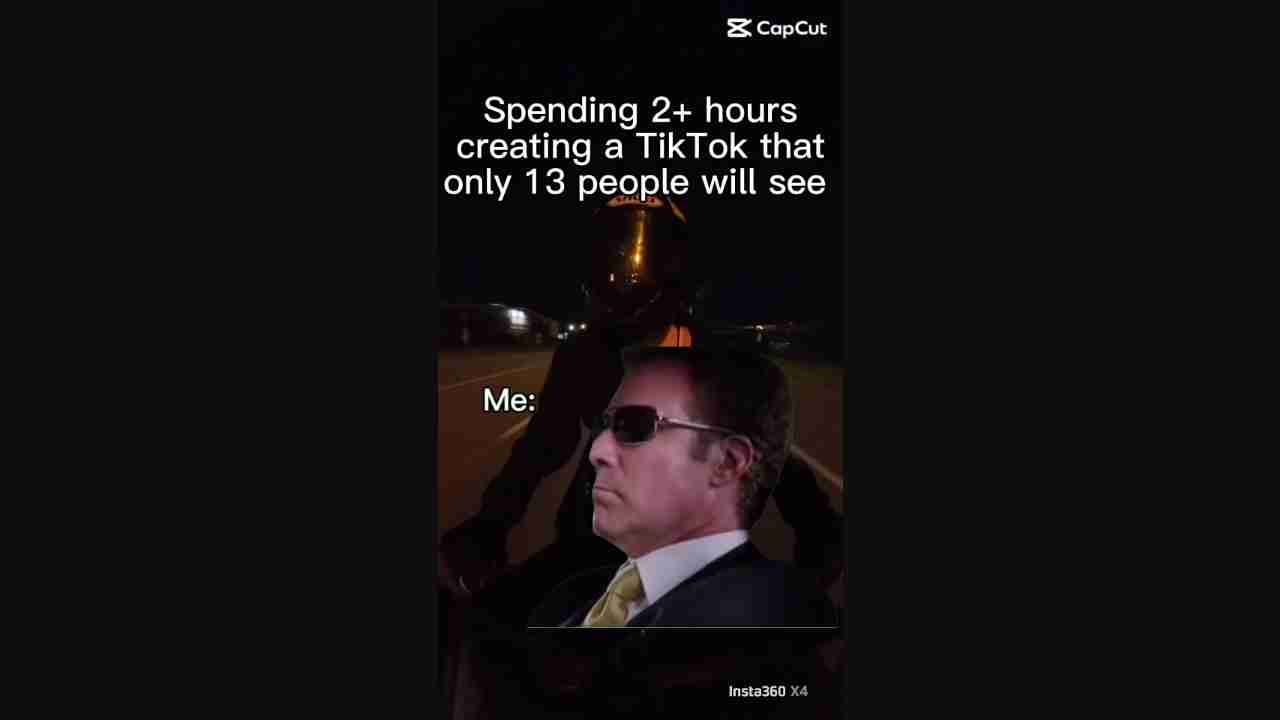 CapCut
Spending 2+ hours
creating a TikTok that
only 13 people will see
Me:
Insta360 X4